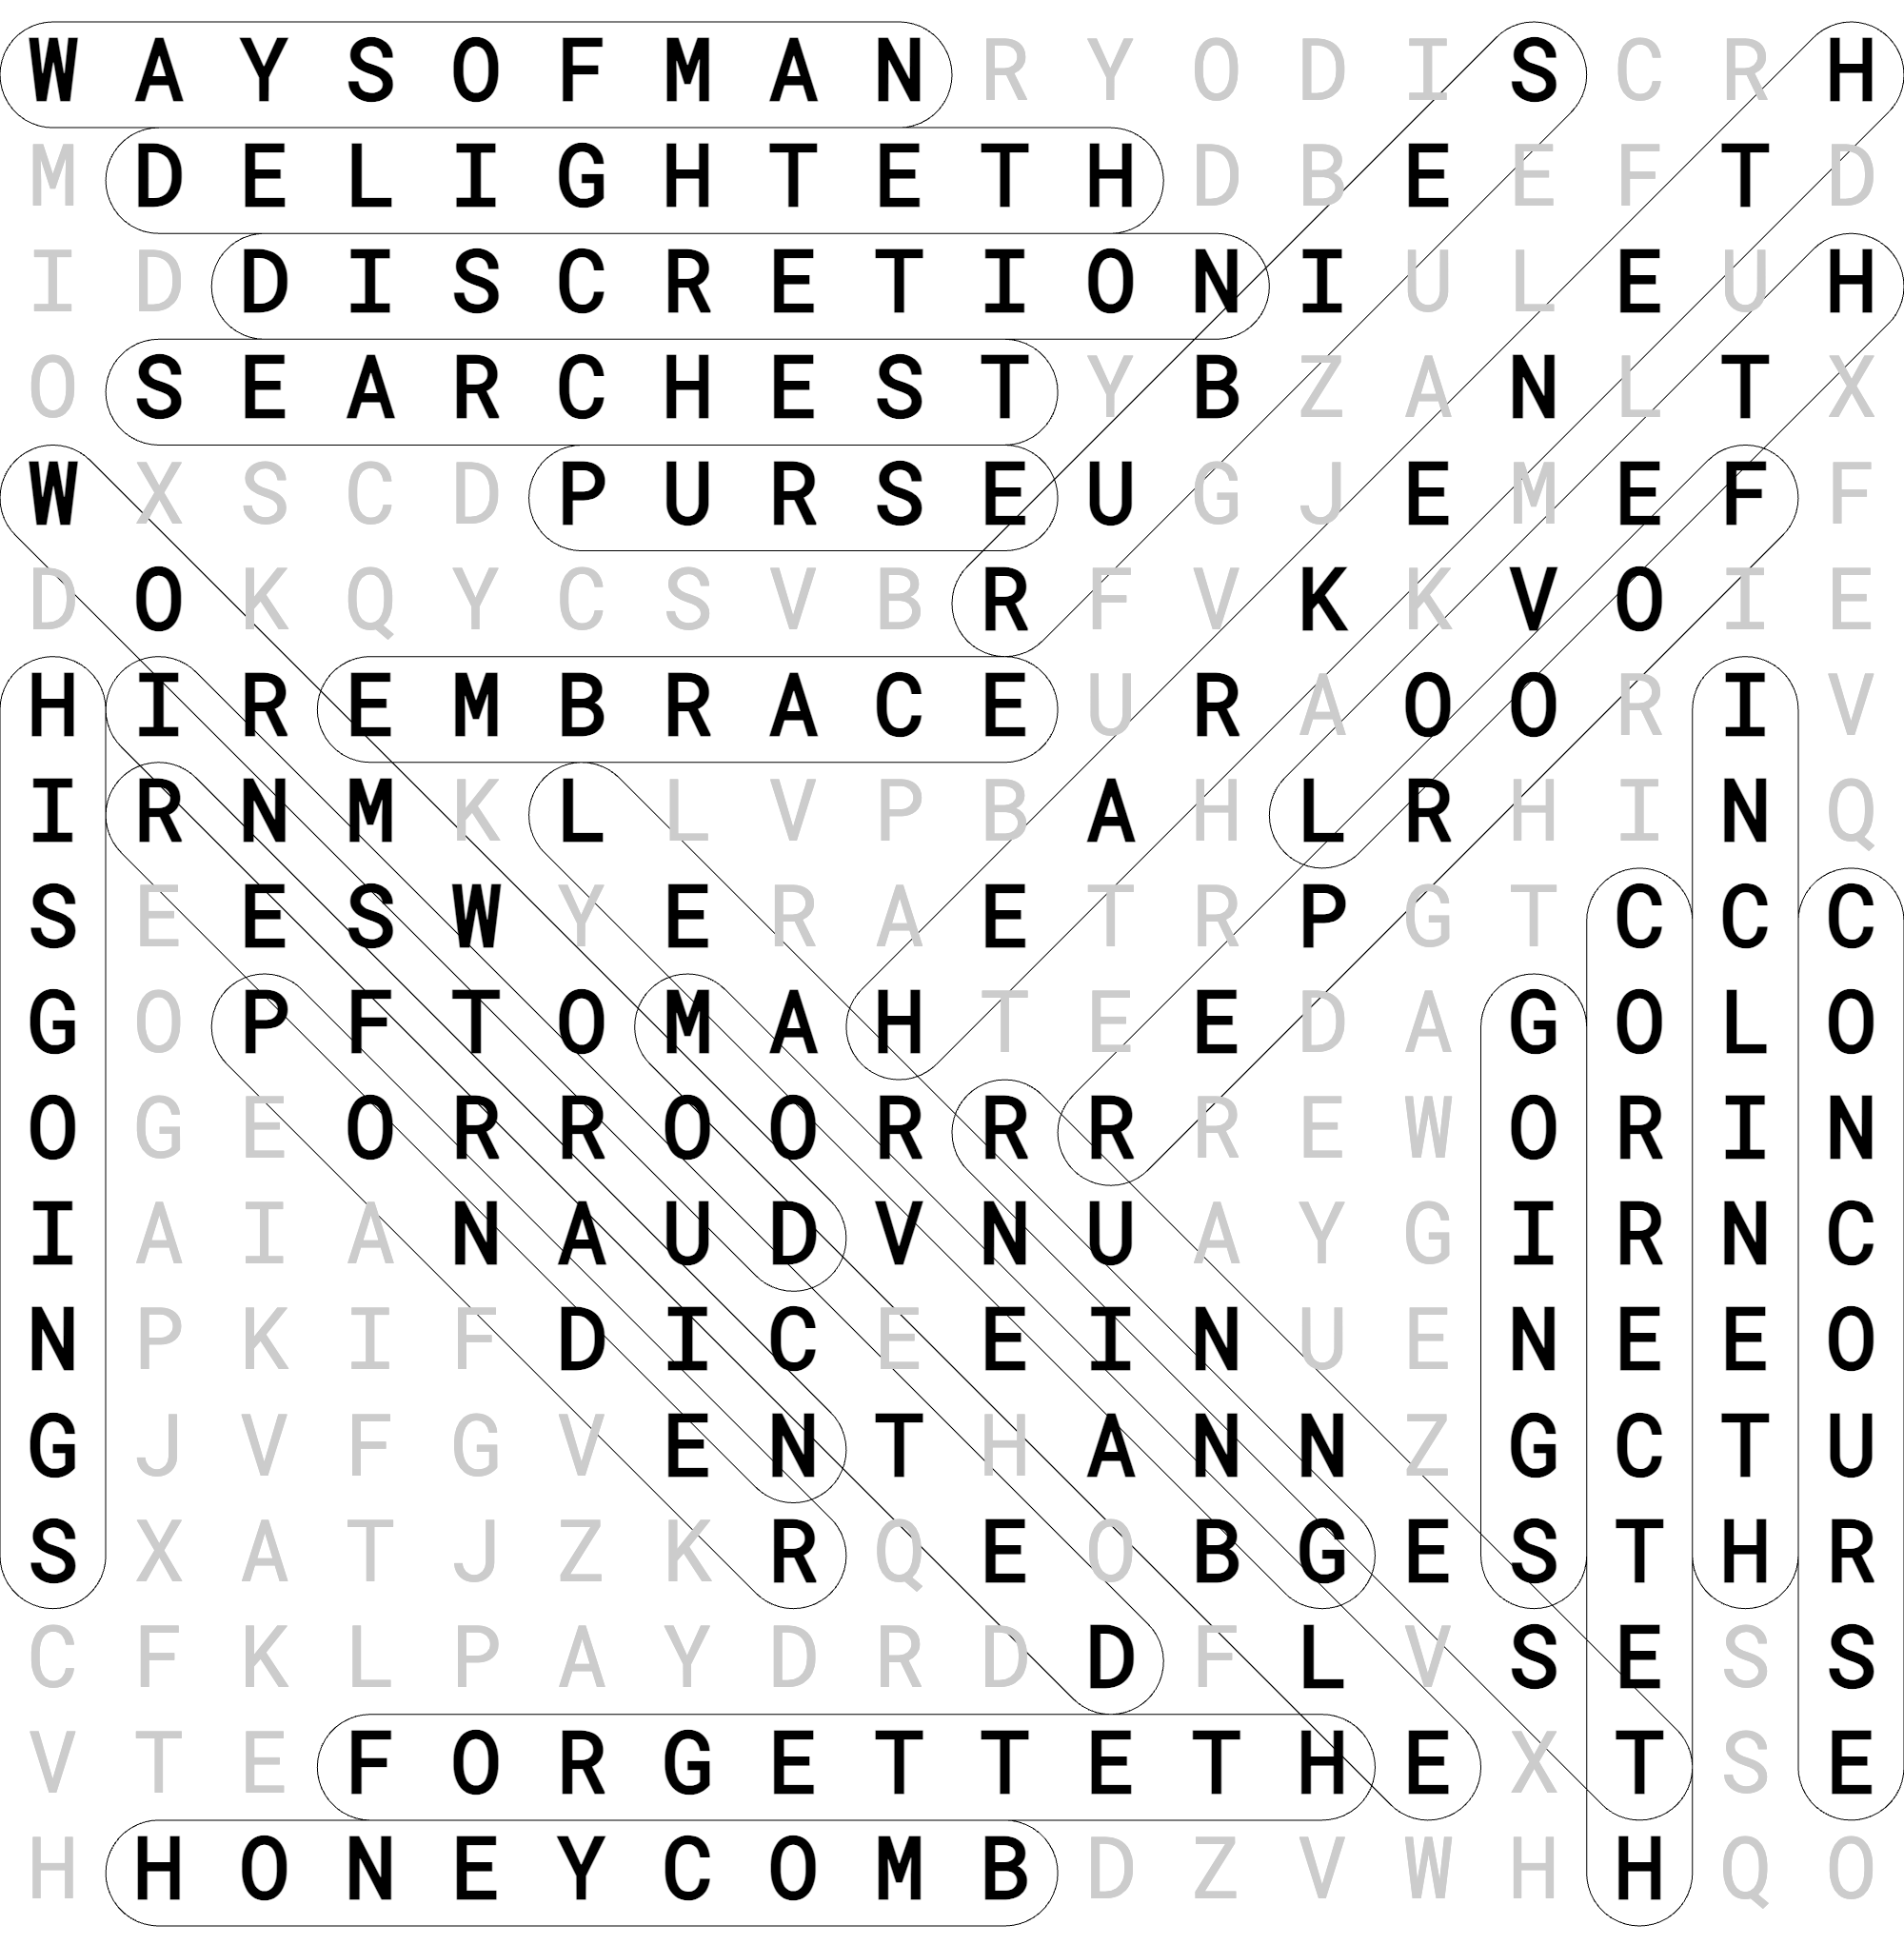 W A Y S O F M A N R Y O D I S C R H
M D E L I G H T E T H D B E E F T D
I D D I S C R E T I O N I U L E U H
O S E A R C H E S T Y B Z A N L T X
W X S C D P U R S E U G J E M E F F
D O K Q Y C S V B R F V K K V O I E
H I R E M B R A C E U R A O O R I V
I R N M K L L V P B A H L R H I N Q
S E E S W Y E R A E T R P G T C C C
G O P F T O M A H T E E D A G O L O
O G E O R R O O R R R R E W O R I N
I A I A N A U D V N U A Y G I R N C
N P K I F D I C E E I N U E N E E O
G J V F G V E N T H A N N Z G C T U
S X A T J Z K R Q E O B G E S T H R
C F K L P A Y D R D D F L V S E S S
V T E F O R G E T T E T H E X T S E
H H O N E Y C O M B D Z V W H H Q O